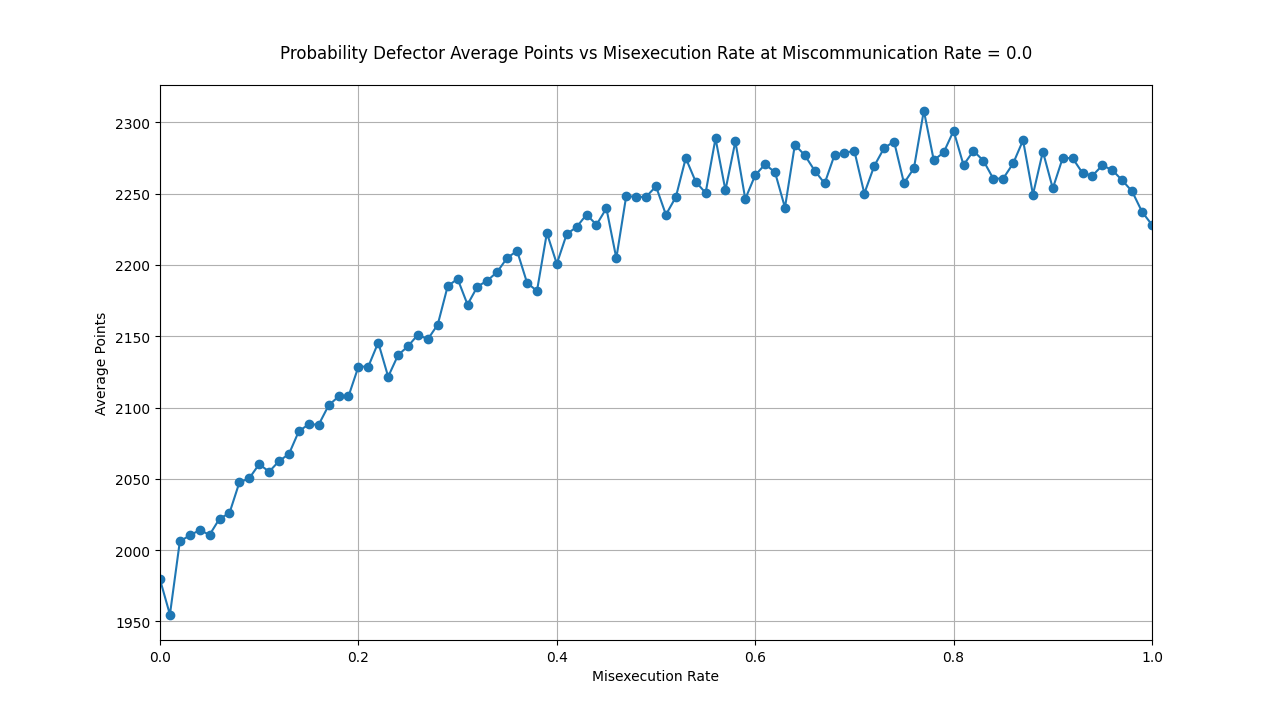 Probability Defector Average Points vs Misexecution Rate at Miscommunication Rate = 0.0
2300
2250
2200
2150
2100
2050
2000
1950
Average Points
0.0 0.2 0.4 0.6 0.8 1.0
Misexecution Rate